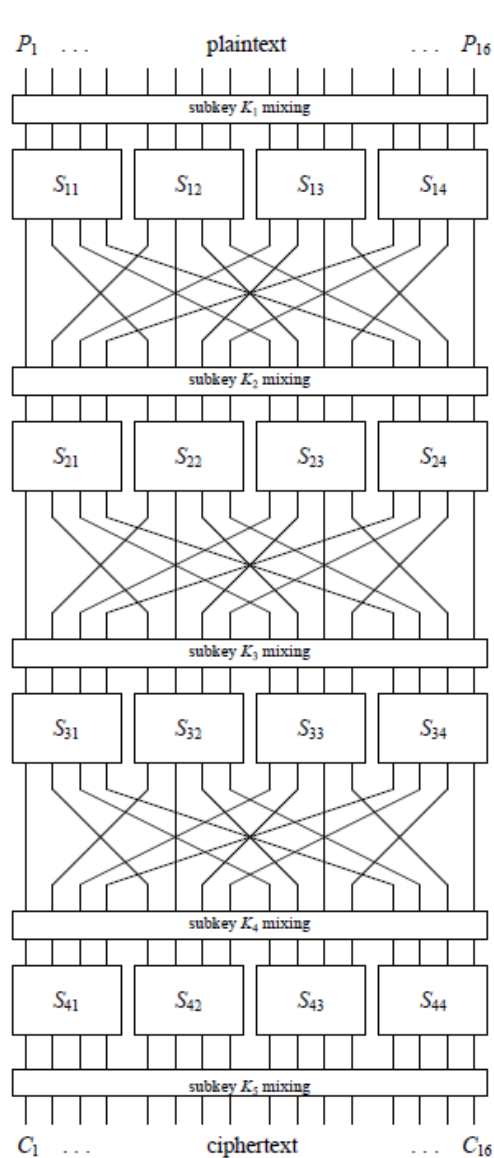 P₁ . . . plaintext . . . P₁₆
subkey K₁ mixing
S₁₁ S₁₂ S₁₃ S₁₄
subkey K₂ mixing
S₂₁ S₂₂ S₂₃ S₂₄
subkey K₃ mixing
S₃₁ S₃₂ S₃₃ S₃₄
subkey K₄ mixing
S₄₁ S₄₂ S₄₃ S₄₄
subkey K₅ mixing
C₁ . . . ciphertext . . . C₁₆